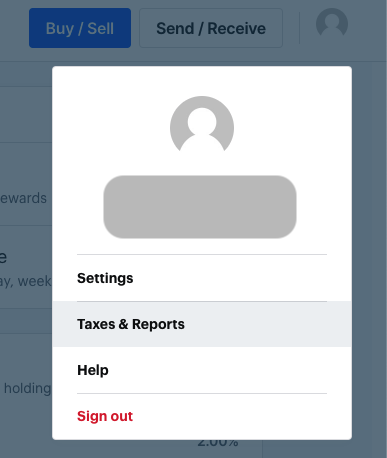 Buy / Sell
Send / Receive
ewards
Settings
e
ay, week
Taxes & Reports
Help
holding
Sign out
2.00%